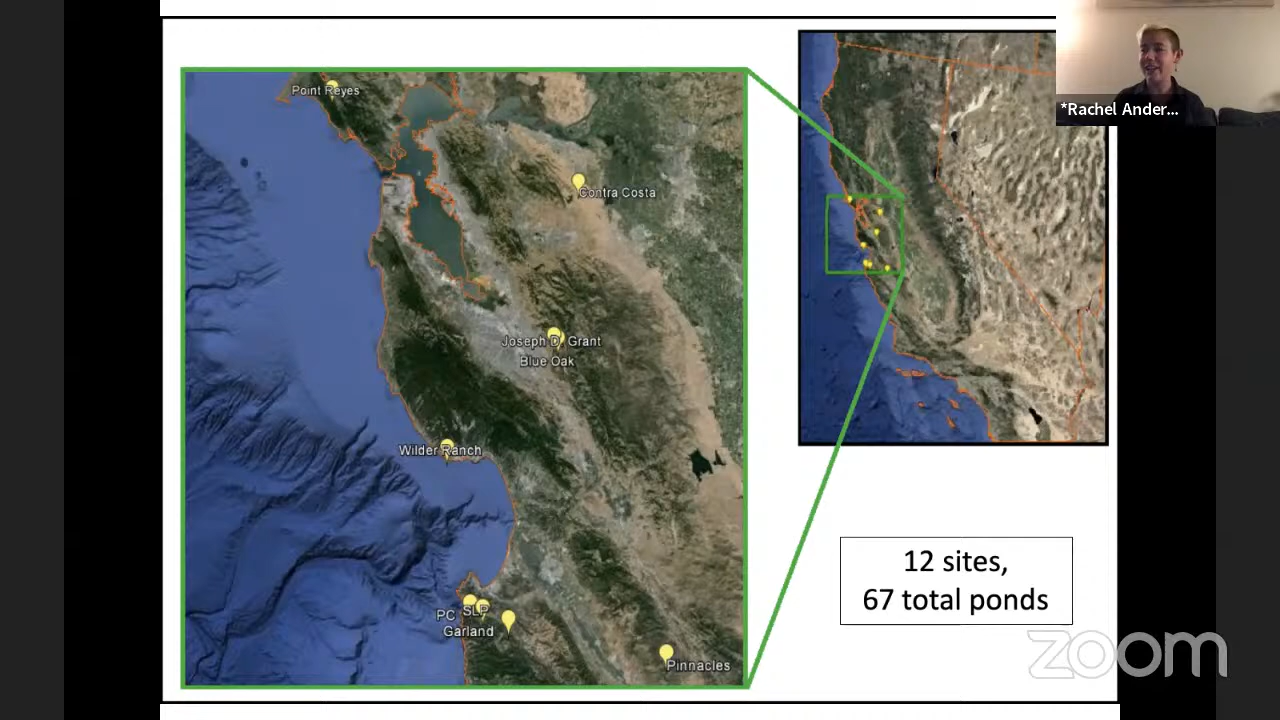 Point Reyes
*Rachel Ander...
Contra Costa
Joseph D. Grant
Blue Oak
Wilder Ranch
PC SLP
Garland
Pinnacles
12 sites,
67 total ponds
zoom